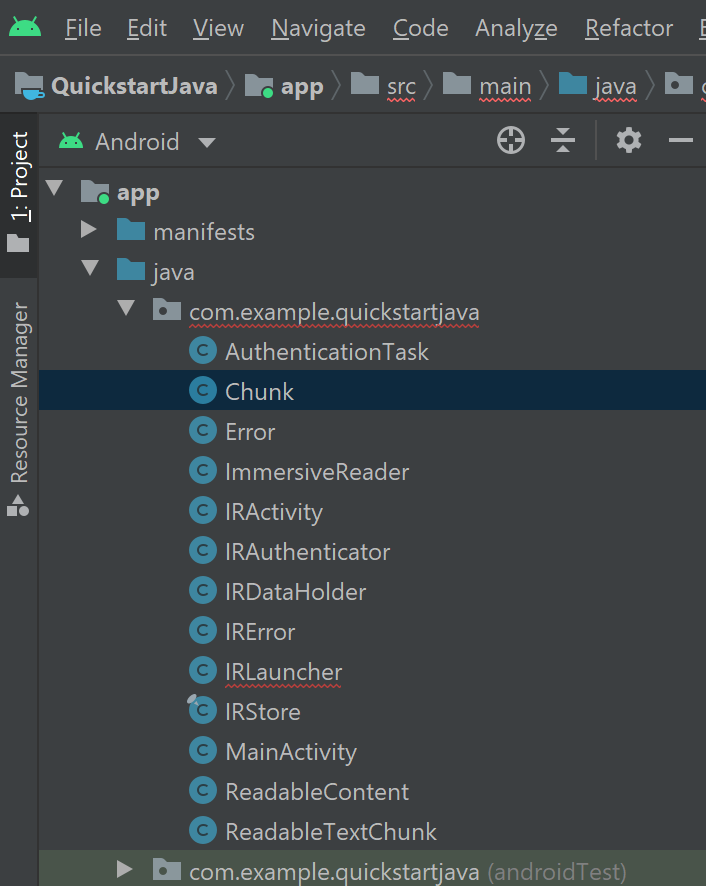 File Edit View Navigate Code Analyze Refactor
QuickstartJava app src main java
1: Project
Android
app
manifests
java
com.example.quickstartjava
AuthenticationTask
Chunk
Error
ImmersiveReader
IRActivity
IRAuthenticator
IRDataHolder
IRError
IRLauncher
IRStore
MainActivity
ReadableContent
ReadableTextChunk
com.example.quickstartjava (androidTest)
Resource Manager